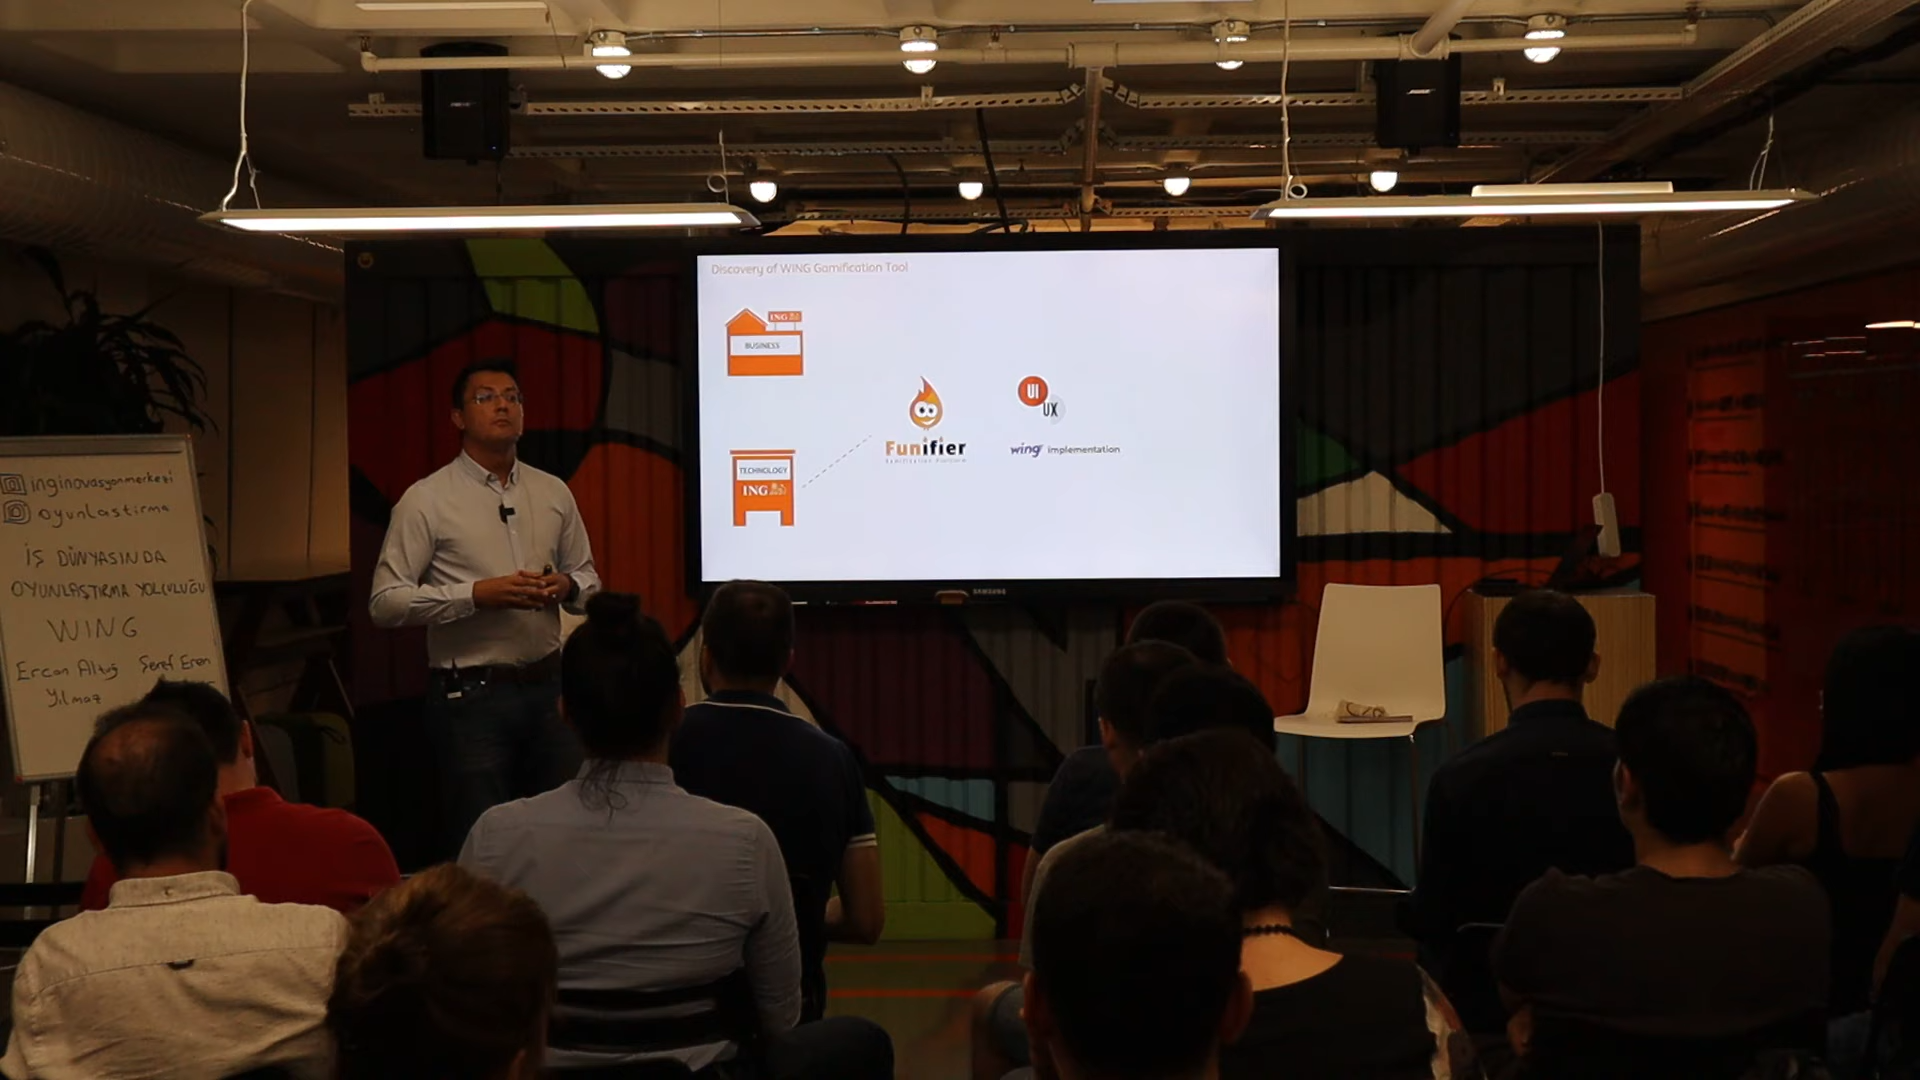 inginovasyonmerkezi
oyunlastirma
İŞ DÜNYASINDA
OYUNLAŞTIRMA YOLCULUĞU
WING
Ercan Altuğ Şeref Eren
Yılmaz
Discovery of WING Gamification Tool
ING
BUSINESS
TECHNOLOGY
ING
Funifier
UI
UX
wing implementation
SAMSUNG
BOSE